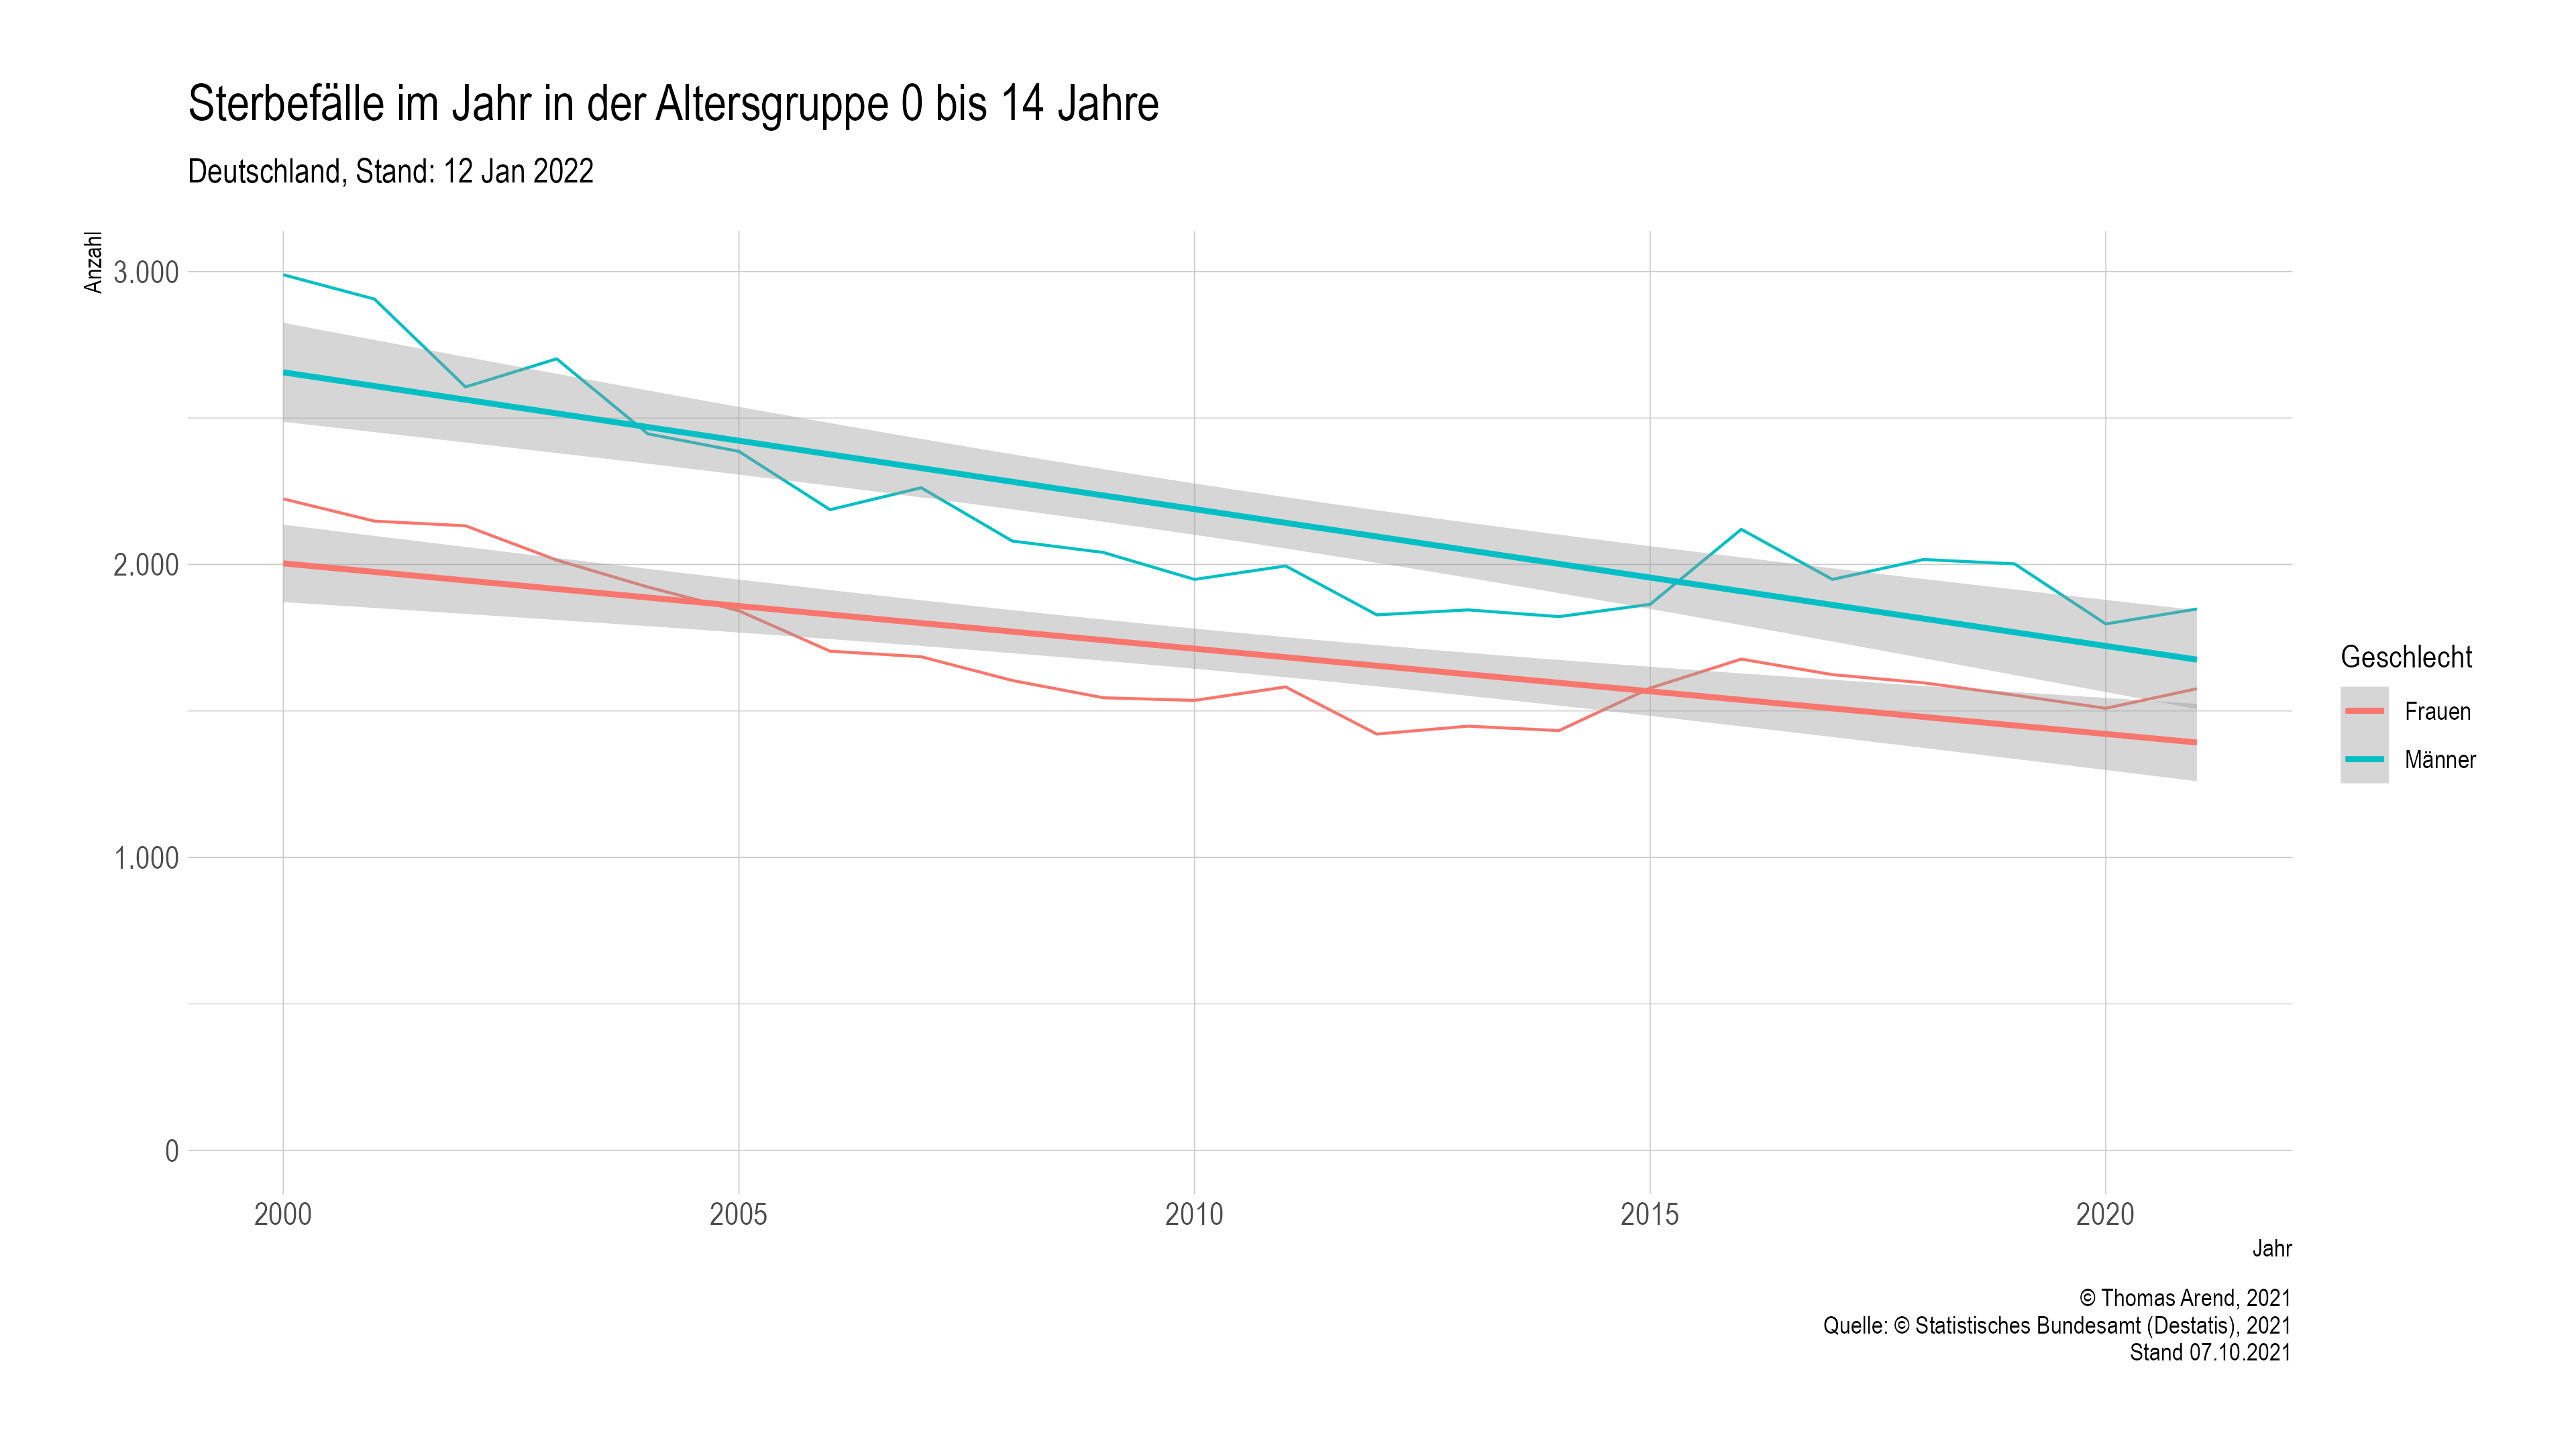 Sterbefälle im Jahr in der Altersgruppe 0 bis 14 Jahre
Deutschland, Stand: 12 Jan 2022
Anzahl
3.000
2.000
1.000
0
2000
2005
2010
2015
2020
Jahr
Geschlecht
Frauen
Männer
© Thomas Arend, 2021
Quelle: © Statistisches Bundesamt (Destatis), 2021
Stand 07.10.2021